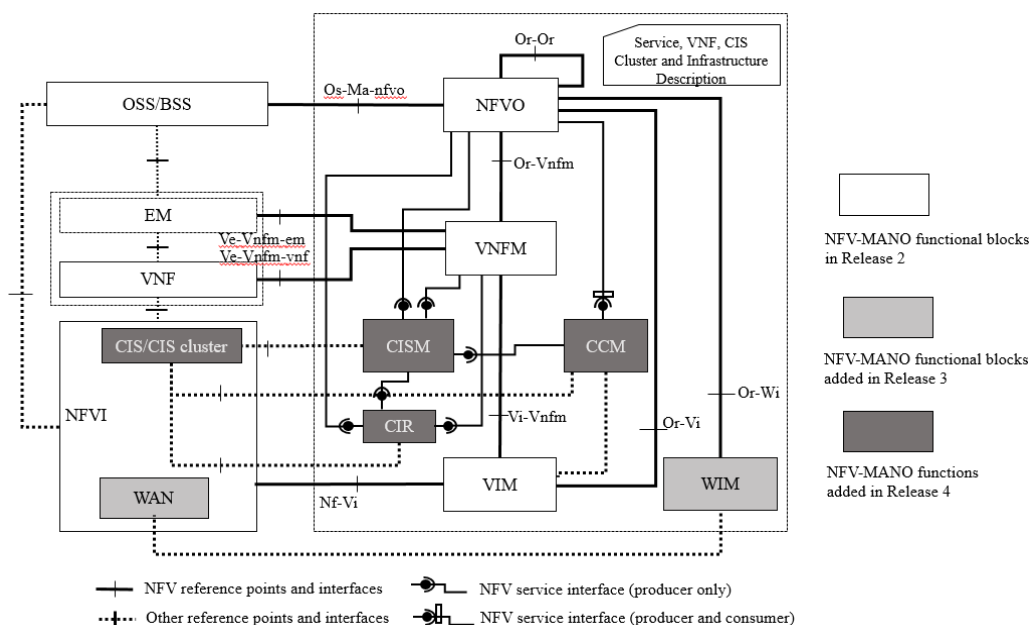 Or-Or
Service, VNF, CIS
Cluster and Infrastructure
Description
OSS/BSS
Os-Ma-nfvo
NFVO
Or-Vnfm
EM
Ve-Vnfm-em
Ve-Vnfm-vnf
VNF
VNFM
NFV-MANO functional blocks
in Release 2
CIS/CIS cluster
CISM
CCM
NFV-MANO functional blocks
added in Release 3
NFVI
CIR
Vi-Vnfm
Or-Vi
Or-Wi
WAN
Nf-Vi
VIM
WIM
NFV-MANO functions
added in Release 4
NFV reference points and interfaces
NFV service interface (producer only)
Other reference points and interfaces
NFV service interface (producer and consumer)